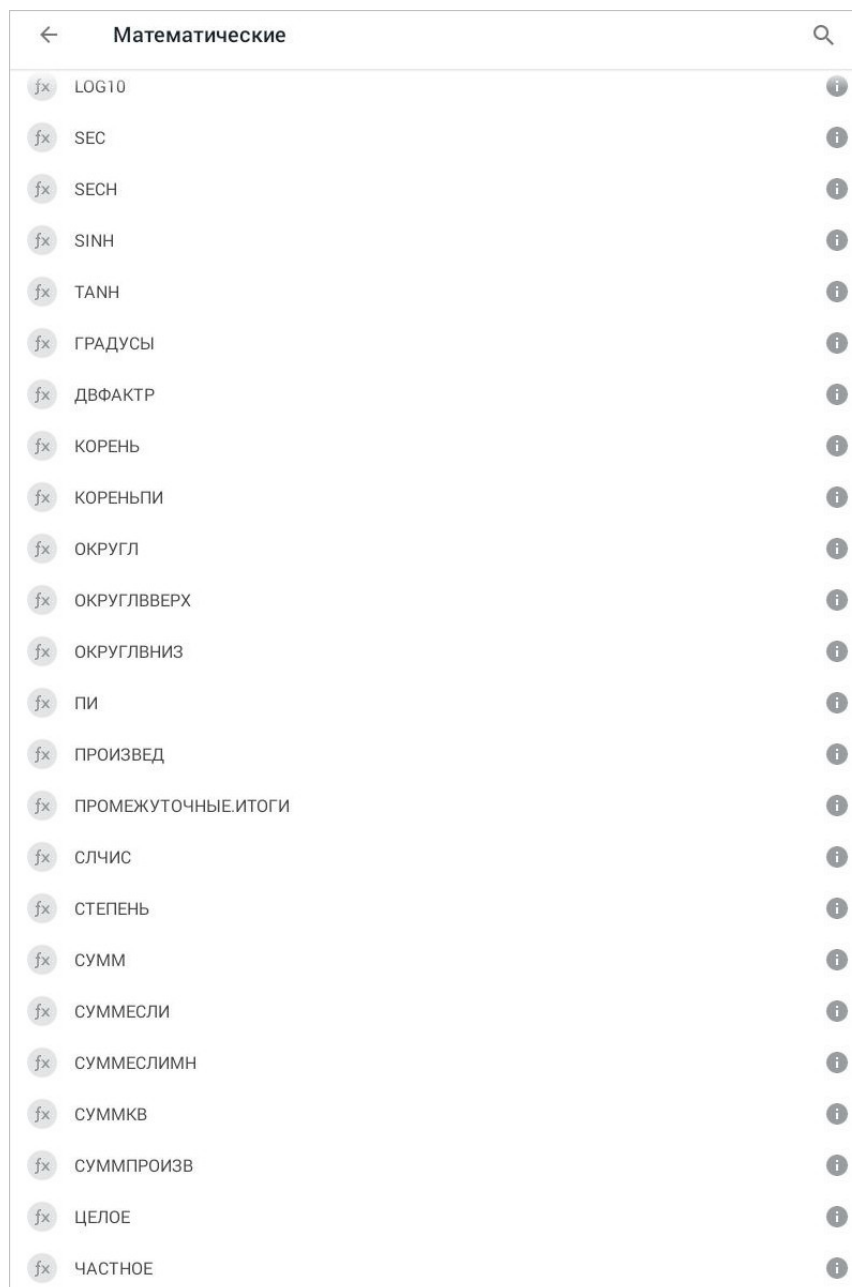 Математические
fx LOG10
fx SEC
fx SECH
fx SINH
fx TANH
fx ГРАДУСЫ
fx ДВФАКТР
fx КОРЕНЬ
fx КОРЕНЬПИ
fx ОКРУГЛ
fx ОКРУГЛВВЕРХ
fx ОКРУГЛВНИЗ
fx ПИ
fx ПРОИЗВЕД
fx ПРОМЕЖУТОЧНЫЕ.ИТОГИ
fx СЛЧИС
fx СТЕПЕНЬ
fx СУММ
fx СУММЕСЛИ
fx СУММЕСЛИМН
fx СУММКВ
fx СУММПРОИЗВ
fx ЦЕЛОЕ
fx ЧАСТНОЕ